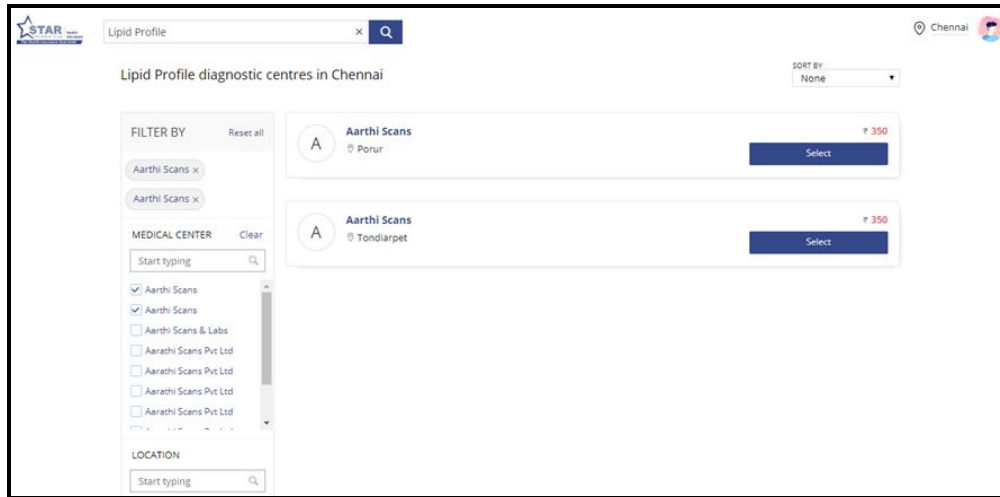 STAR
Lipid Profile ×
Chennai
Lipid Profile diagnostic centres in Chennai
SORT BY
None
FILTER BY Reset all
Aarthi Scans ×
Aarthi Scans ×
MEDICAL CENTER Clear
Start typing
Aarthi Scans
Aarthi Scans
Aarthi Scans & Labs
Aarathi Scans Pvt Ltd
Aarathi Scans Pvt Ltd
Aarathi Scans Pvt Ltd
Aarathi Scans Pvt Ltd
LOCATION
Start typing
A
Aarthi Scans
Porur
₹ 350
Select
A
Aarthi Scans
Tondiarpet
₹ 350
Select